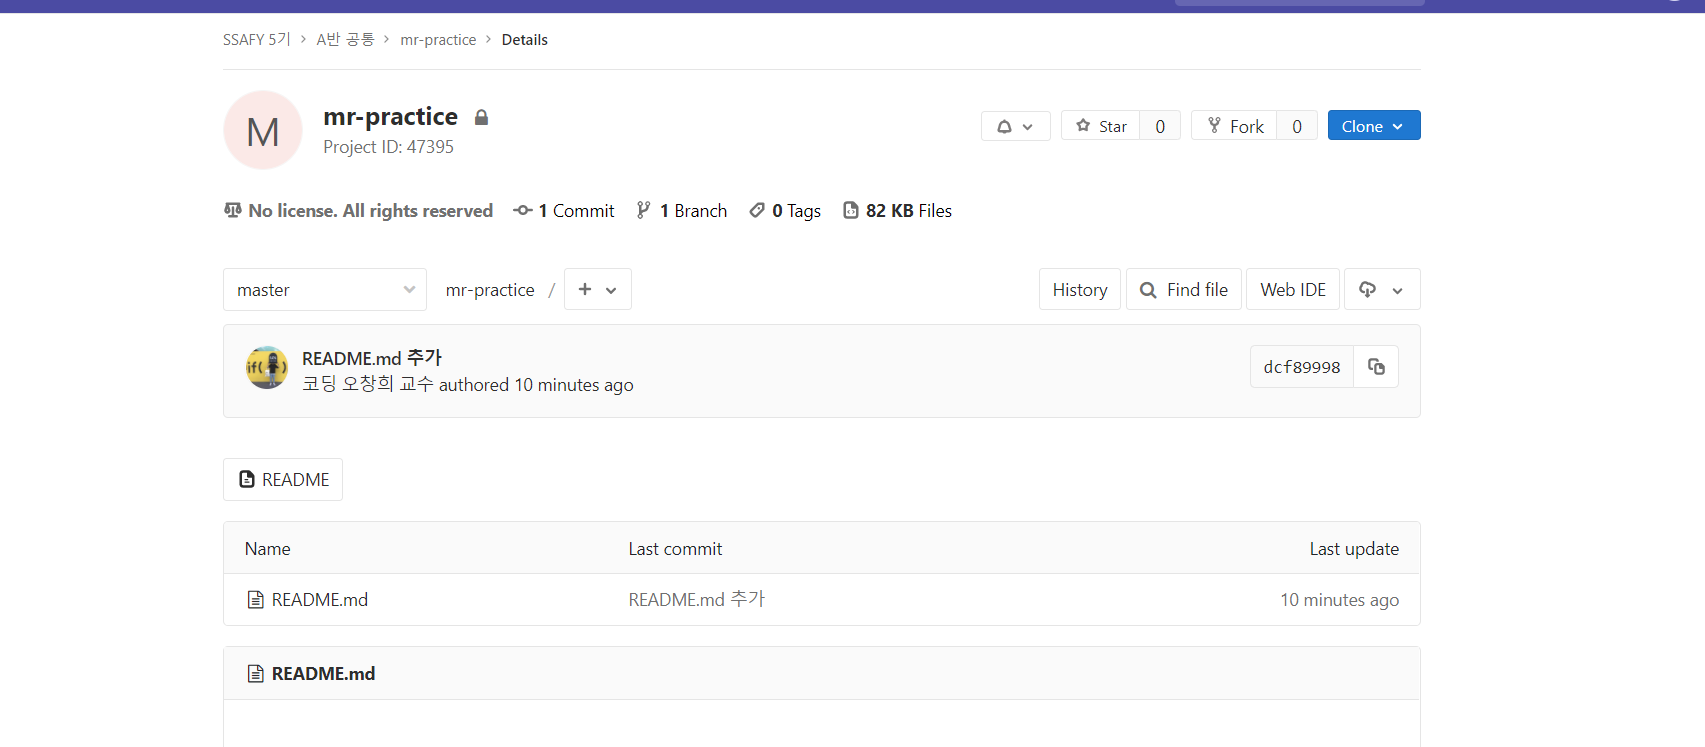 SSAFY 5기 > A반 공통 > mr-practice > Details
M
mr-practice
Project ID: 47395
Star 0
Fork 0
Clone
No license. All rights reserved 1 Commit 1 Branch 0 Tags 82 KB Files
master
mr-practice / +
History
Find file
Web IDE
README.md 추가
코딩 오창희 교수 authored 10 minutes ago
dcf89998
README
Name Last commit Last update
README.md README.md 추가 10 minutes ago
README.md